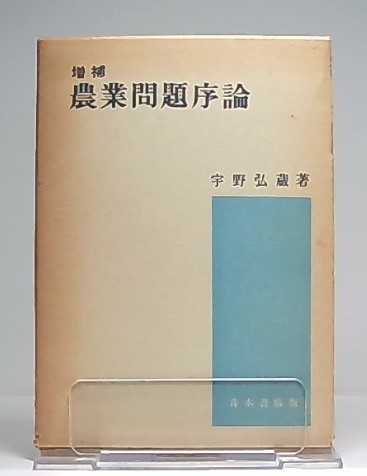 増補
農業問題序論
宇野弘蔵著
青木書店版